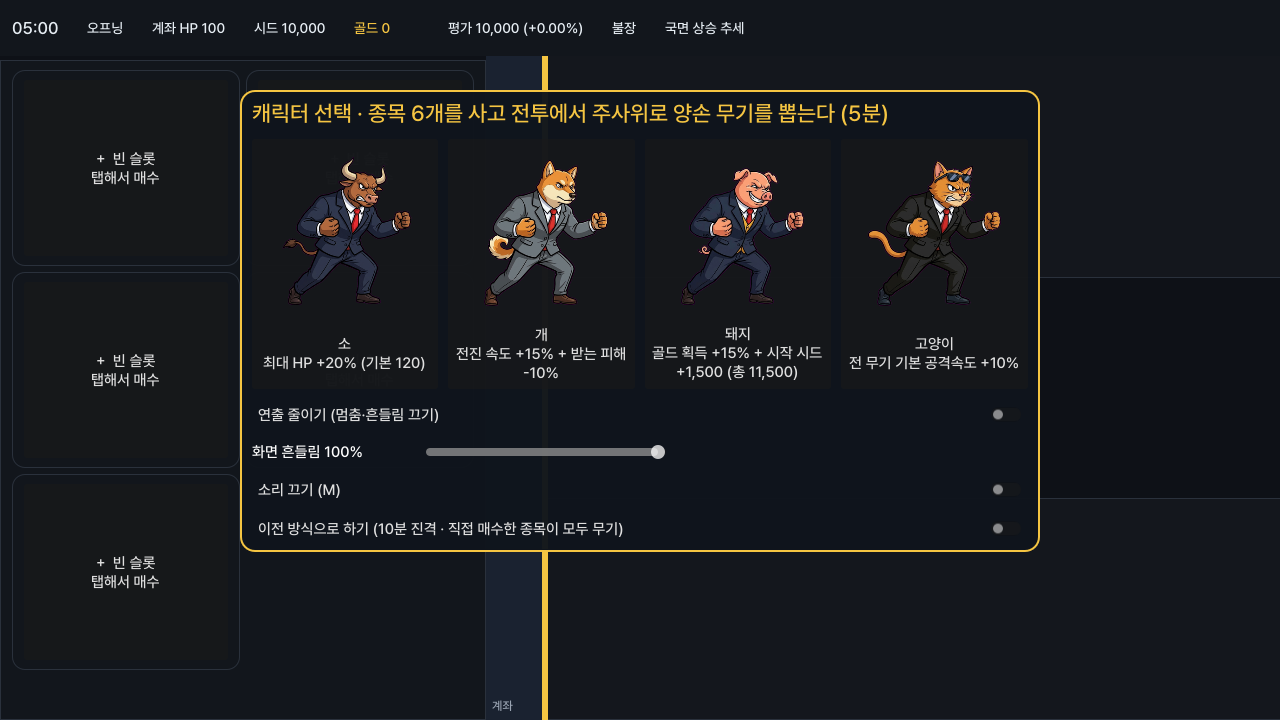 05:00 오프닝 계좌 HP 100 시드 10,000 골드 0 평가 10,000 (+0.00%) 불장 국면 상승 추세
캐릭터 선택 · 종목 6개를 사고 전투에서 주사위로 양손 무기를 뽑는다 (5분)
+ 빈 슬롯
탭해서 매수
소
최대 HP +20% (기본 120)
개
전진 속도 +15% + 받는 피해
-10%
돼지
골드 획득 +15% + 시작 시드
+1,500 (총 11,500)
고양이
전 무기 기본 공격속도 +10%
+ 빈 슬롯
탭해서 매수
연출 줄이기 (멈춤·흔들림 끄기)
화면 흔들림 100%
소리 끄기 (M)
이전 방식으로 하기 (10분 진격 · 직접 매수한 종목이 모두 무기)
+ 빈 슬롯
탭해서 매수
계좌